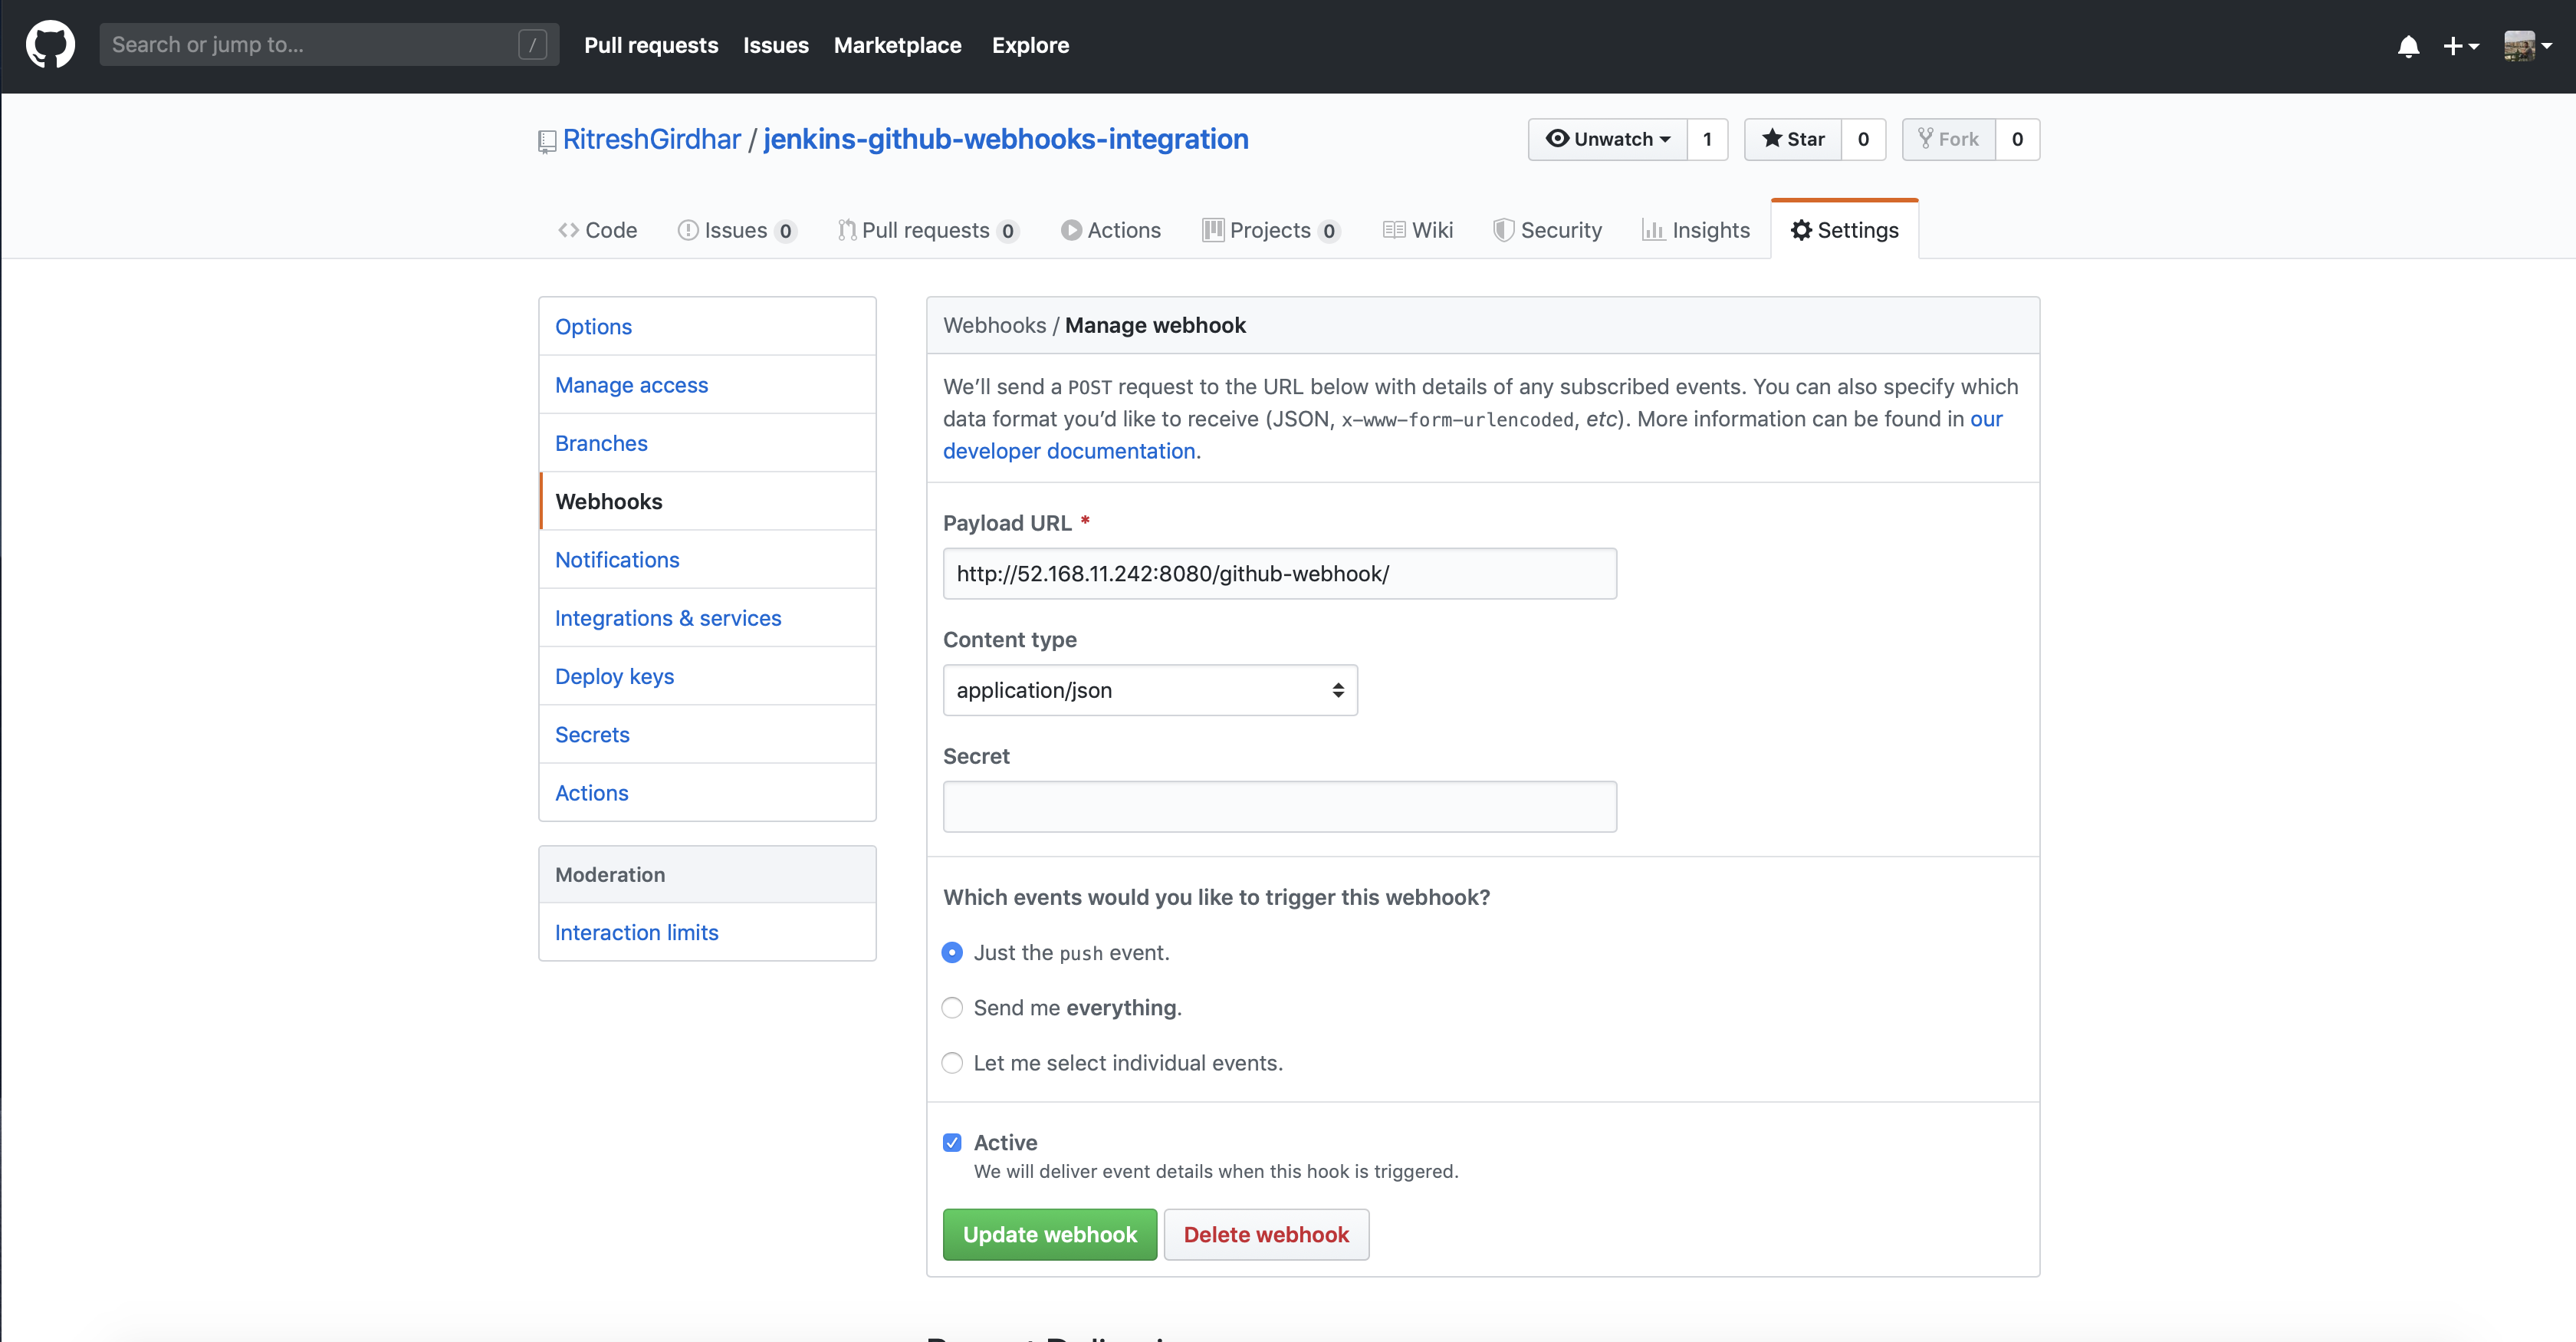 Search or jump to... /
Pull requests Issues Marketplace Explore
RitreshGirdhar / jenkins-github-webhooks-integration
Unwatch 1 Star 0 Fork 0
Code Issues 0 Pull requests 0 Actions Projects 0 Wiki Security Insights Settings
Options
Manage access
Branches
Webhooks
Notifications
Integrations & services
Deploy keys
Secrets
Actions
Moderation
Interaction limits
Webhooks / Manage webhook
We’ll send a POST request to the URL below with details of any subscribed events. You can also specify which
data format you’d like to receive (JSON, x-www-form-urlencoded, etc). More information can be found in our
developer documentation.
Payload URL *
http://52.168.11.242:8080/github-webhook/
Content type
application/json
Secret
Which events would you like to trigger this webhook?
Just the push event.
Send me everything.
Let me select individual events.
Active
We will deliver event details when this hook is triggered.
Update webhook Delete webhook